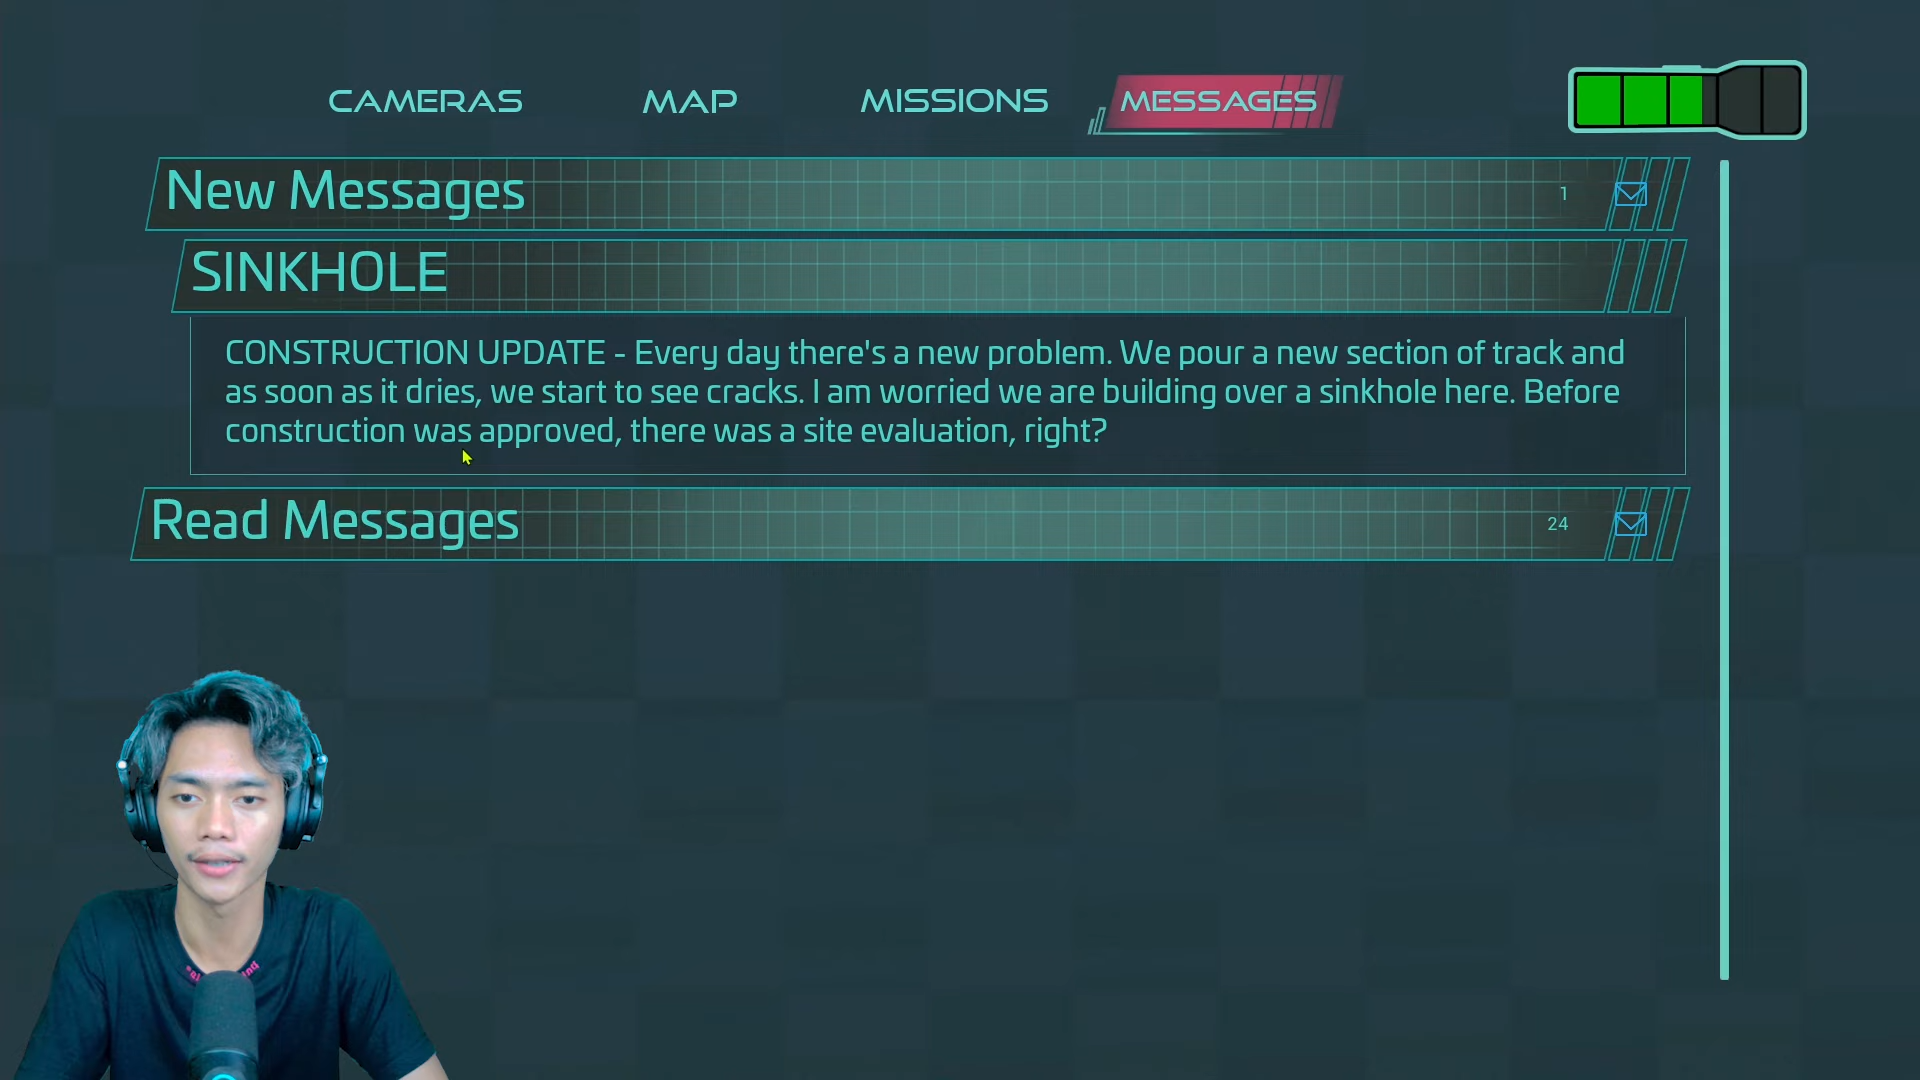 CAMERAS MAP MISSIONS MESSAGES
New Messages 1
SINKHOLE
CONSTRUCTION UPDATE - Every day there's a new problem. We pour a new section of track and
as soon as it dries, we start to see cracks. I am worried we are building over a sinkhole here. Before
construction was approved, there was a site evaluation, right?
Read Messages 24